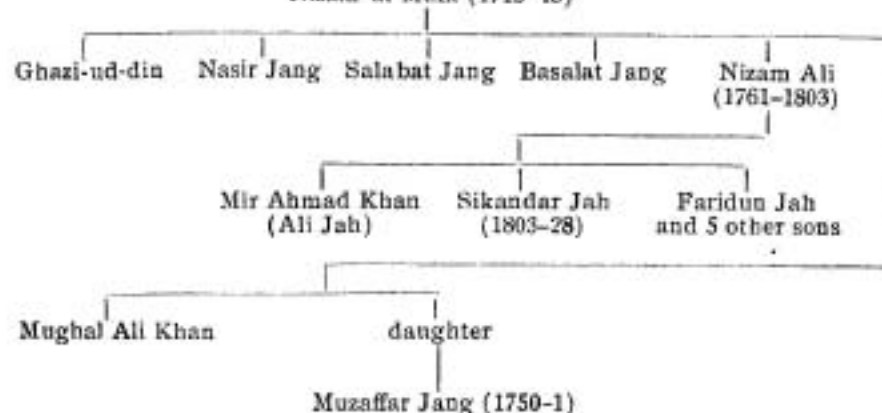 Ghazi-ud-din Nasir Jang Salabat Jang Basalat Jang Nizam Ali
(1761–1803)
Mir Ahmad Khan Sikandar Jah Faridun Jah
(Ali Jah) (1803–28) and 5 other sons
Mughal Ali Khan daughter
Muzaffar Jang (1750–1)